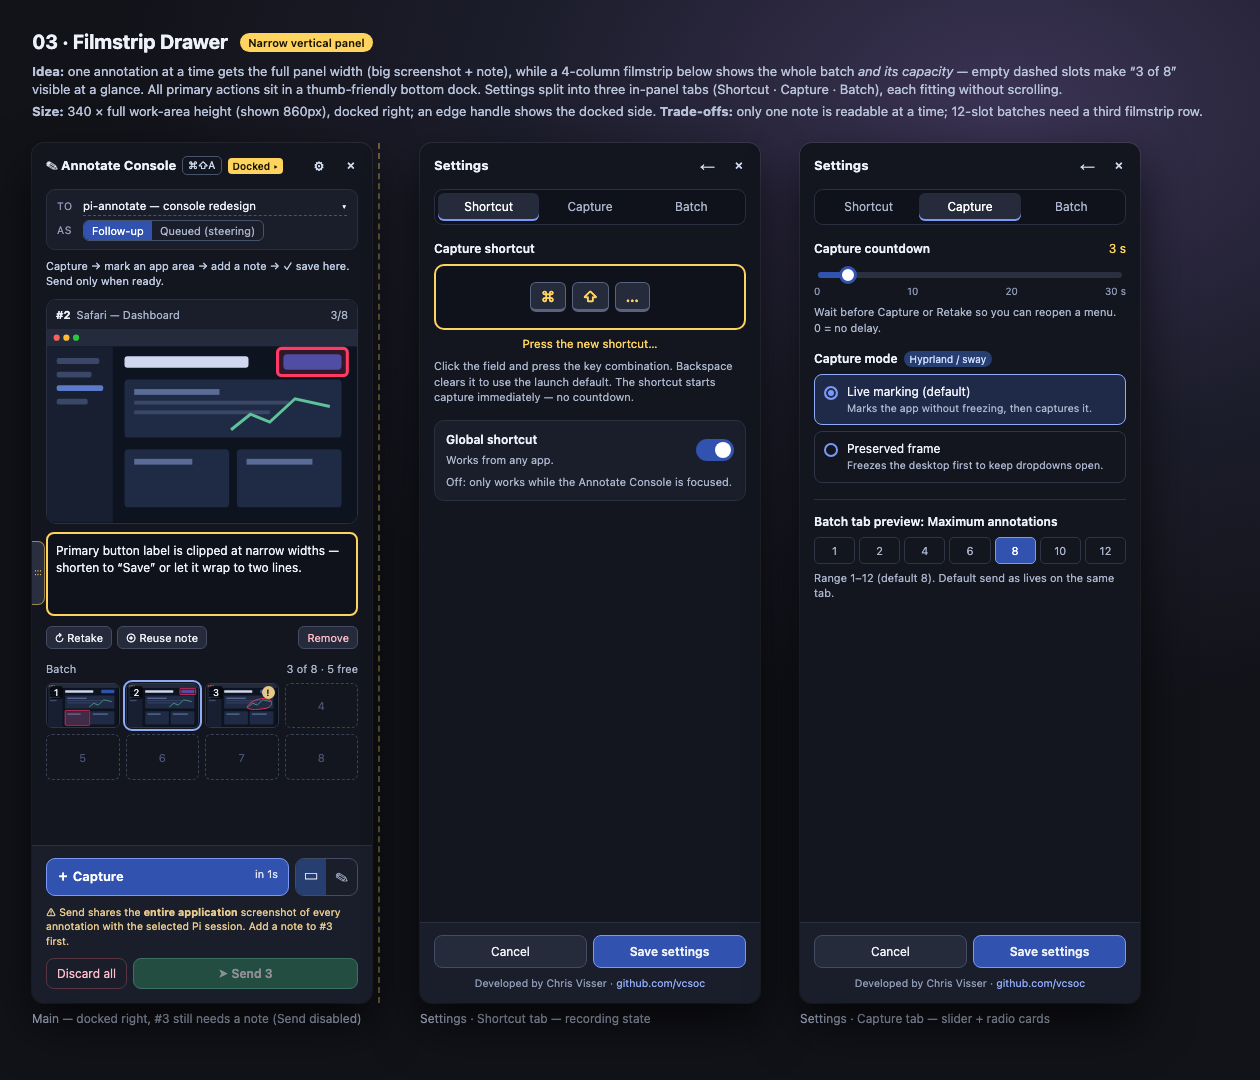 03 · Filmstrip Drawer Narrow vertical panel
Idea: one annotation at a time gets the full panel width (big screenshot + note), while a 4-column filmstrip below shows the whole batch and its capacity — empty dashed slots make “3 of 8”
visible at a glance. All primary actions sit in a thumb-friendly bottom dock. Settings split into three in-panel tabs (Shortcut · Capture · Batch), each fitting without scrolling.
Size: 340 × full work-area height (shown 860px), docked right; an edge handle shows the docked side. Trade-offs: only one note is readable at a time; 12-slot batches need a third filmstrip row.
✎ Annotate Console ⌘⇧A Docked ▸ ⚙ ×
TO pi-annotate — console redesign ▾
AS Follow-up Queued (steering)
Capture → mark an app area → add a note → ✓ save here.
Send only when ready.
#2 Safari — Dashboard 3/8
Primary button label is clipped at narrow widths —
shorten to “Save” or let it wrap to two lines.
↻ Retake ⊙ Reuse note Remove
Batch 3 of 8 · 5 free
1 2 3 ! 4
5 6 7 8
+ Capture in 1s ▭ ✎
⚠ Send shares the entire application screenshot of every
annotation with the selected Pi session. Add a note to #3
first.
Discard all ➤ Send 3
Main — docked right, #3 still needs a note (Send disabled)
Settings ← ×
Shortcut Capture Batch
Capture shortcut
⌘ ⇧ …
Press the new shortcut…
Click the field and press the key combination. Backspace
clears it to use the launch default. The shortcut starts
capture immediately — no countdown.
Global shortcut
Works from any app.
Off: only works while the Annotate Console is focused.
Cancel Save settings
Developed by Chris Visser · github.com/vcsoc
Settings · Shortcut tab — recording state
Settings ← ×
Shortcut Capture Batch
Capture countdown 3 s
0 10 20 30 s
Wait before Capture or Retake so you can reopen a menu.
0 = no delay.
Capture mode Hyprland / sway
Live marking (default)
Marks the app without freezing, then captures it.
Preserved frame
Freezes the desktop first to keep dropdowns open.
Batch tab preview: Maximum annotations
1 2 4 6 8 10 12
Range 1–12 (default 8). Default send as lives on the same
tab.
Cancel Save settings
Developed by Chris Visser · github.com/vcsoc
Settings · Capture tab — slider + radio cards